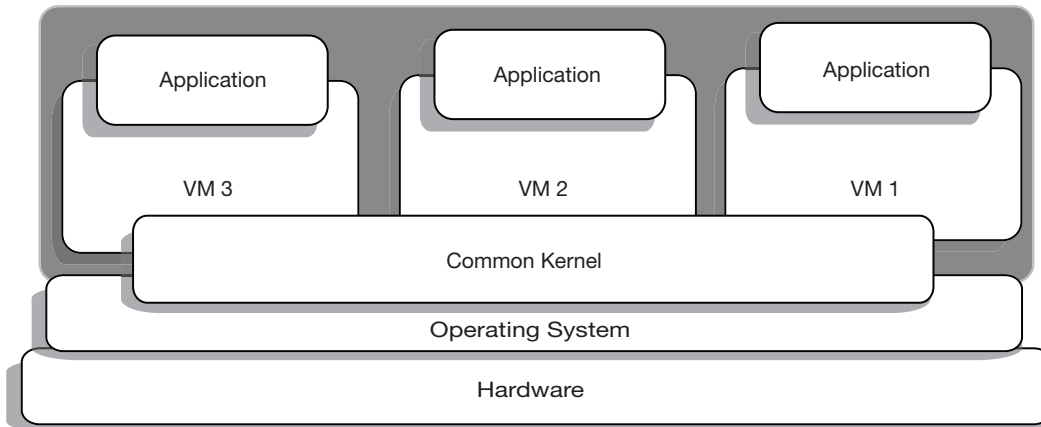 Application
Application
Application
VM 3
VM 2
VM 1
Common Kernel
Operating System
Hardware